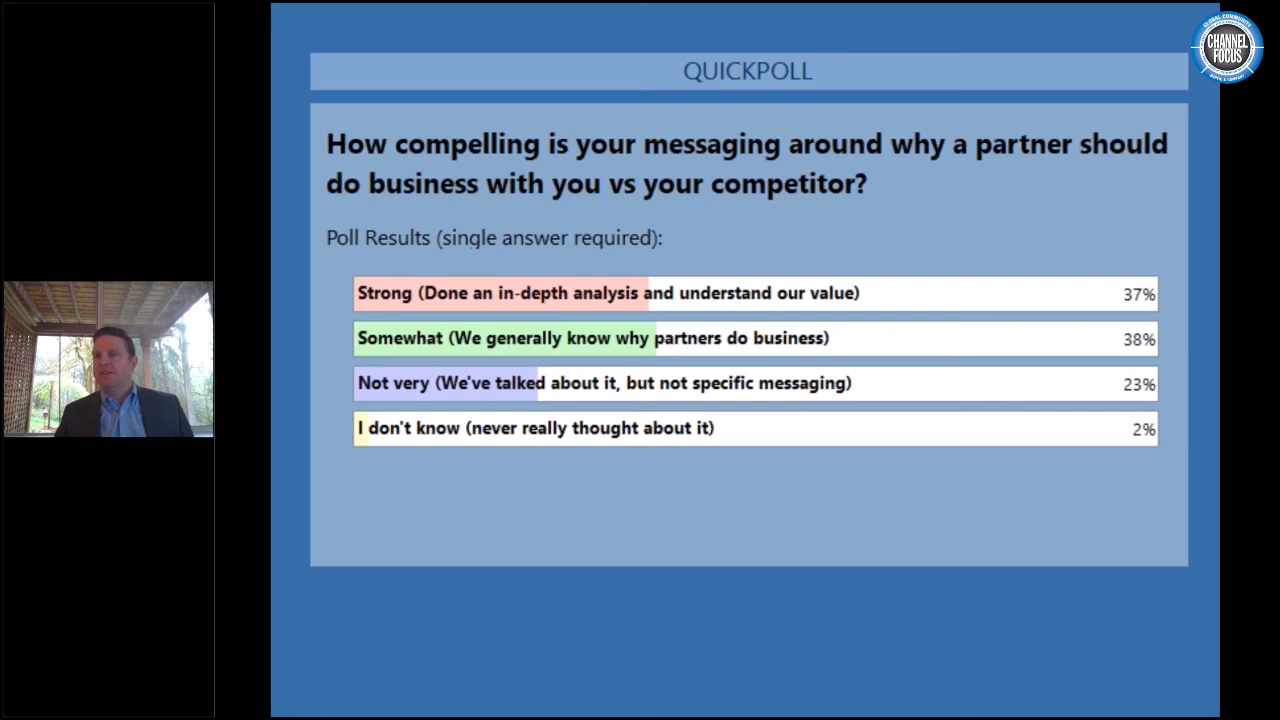 QUICKPOLL
How compelling is your messaging around why a partner should
do business with you vs your competitor?
Poll Results (single answer required):
Strong (Done an in-depth analysis and understand our value) 37%
Somewhat (We generally know why partners do business) 38%
Not very (We've talked about it, but not specific messaging) 23%
I don't know (never really thought about it) 2%
GLOBAL COMMUNITY
CHANNEL
FOCUS